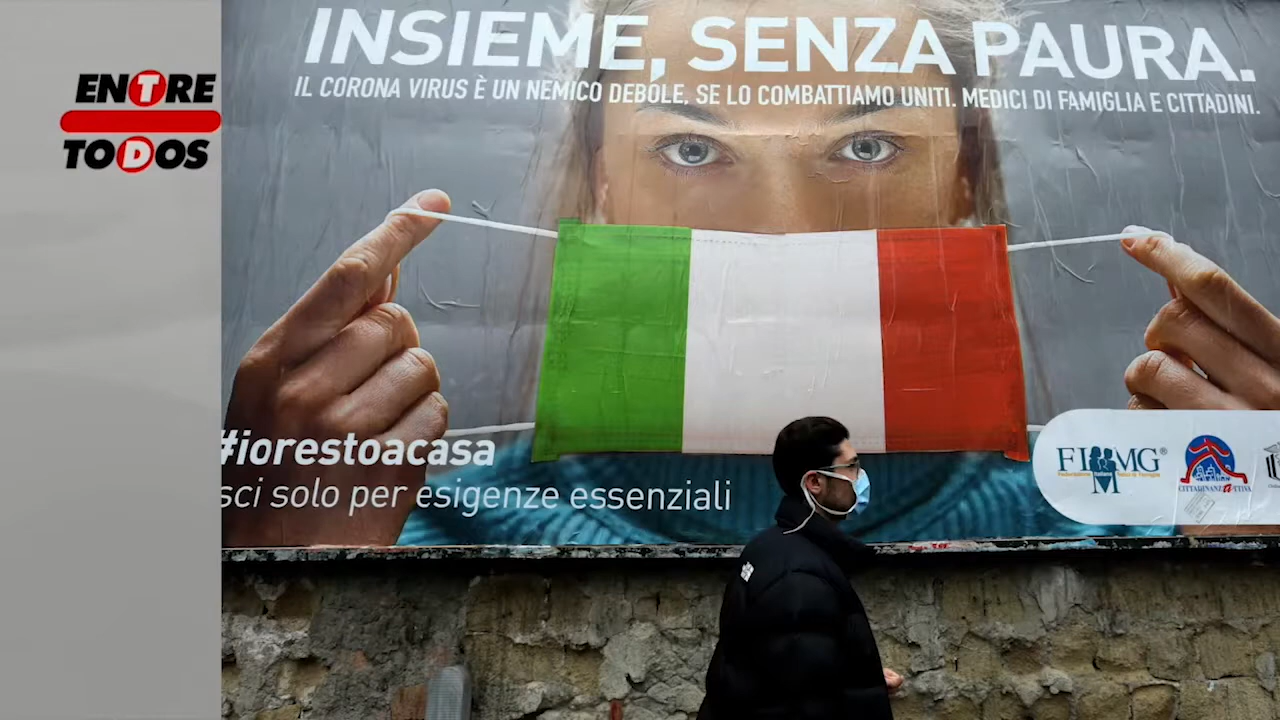 ENTRE
TODOS
INSIEME, SENZA PAURA.
IL CORONA VIRUS È UN NEMICO DEBOLE, SE LO COMBATTIAMO UNITI. MEDICI DI FAMIGLIA E CITTADINI.
#iorestoacasa
sci solo per esigenze essenziali
FIMMG®
CITTADINANZATTIVA